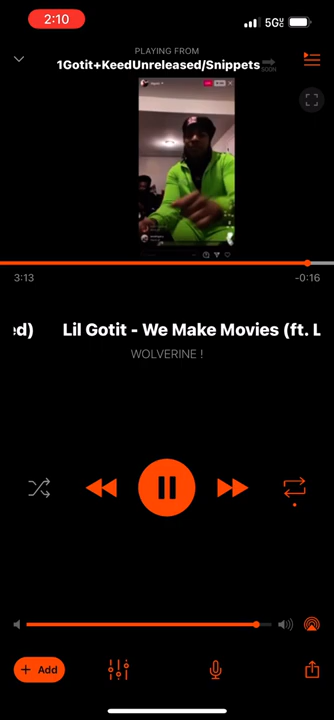 2:10
5G
PLAYING FROM
1Gotit+KeedUnreleased/Snippets
SOON
3:13
-0:16
ed) Lil Gotit - We Make Movies (ft. L
WOLVERINE !
+ Add